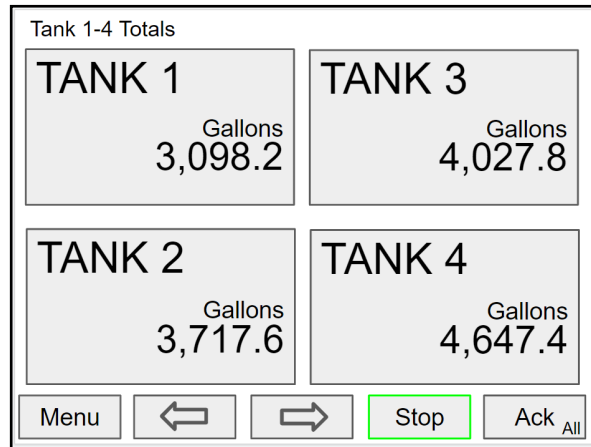 Tank 1-4 Totals
TANK 1
Gallons
3,098.2
TANK 3
Gallons
4,027.8
TANK 2
Gallons
3,717.6
TANK 4
Gallons
4,647.4
Menu
Stop
Ack All